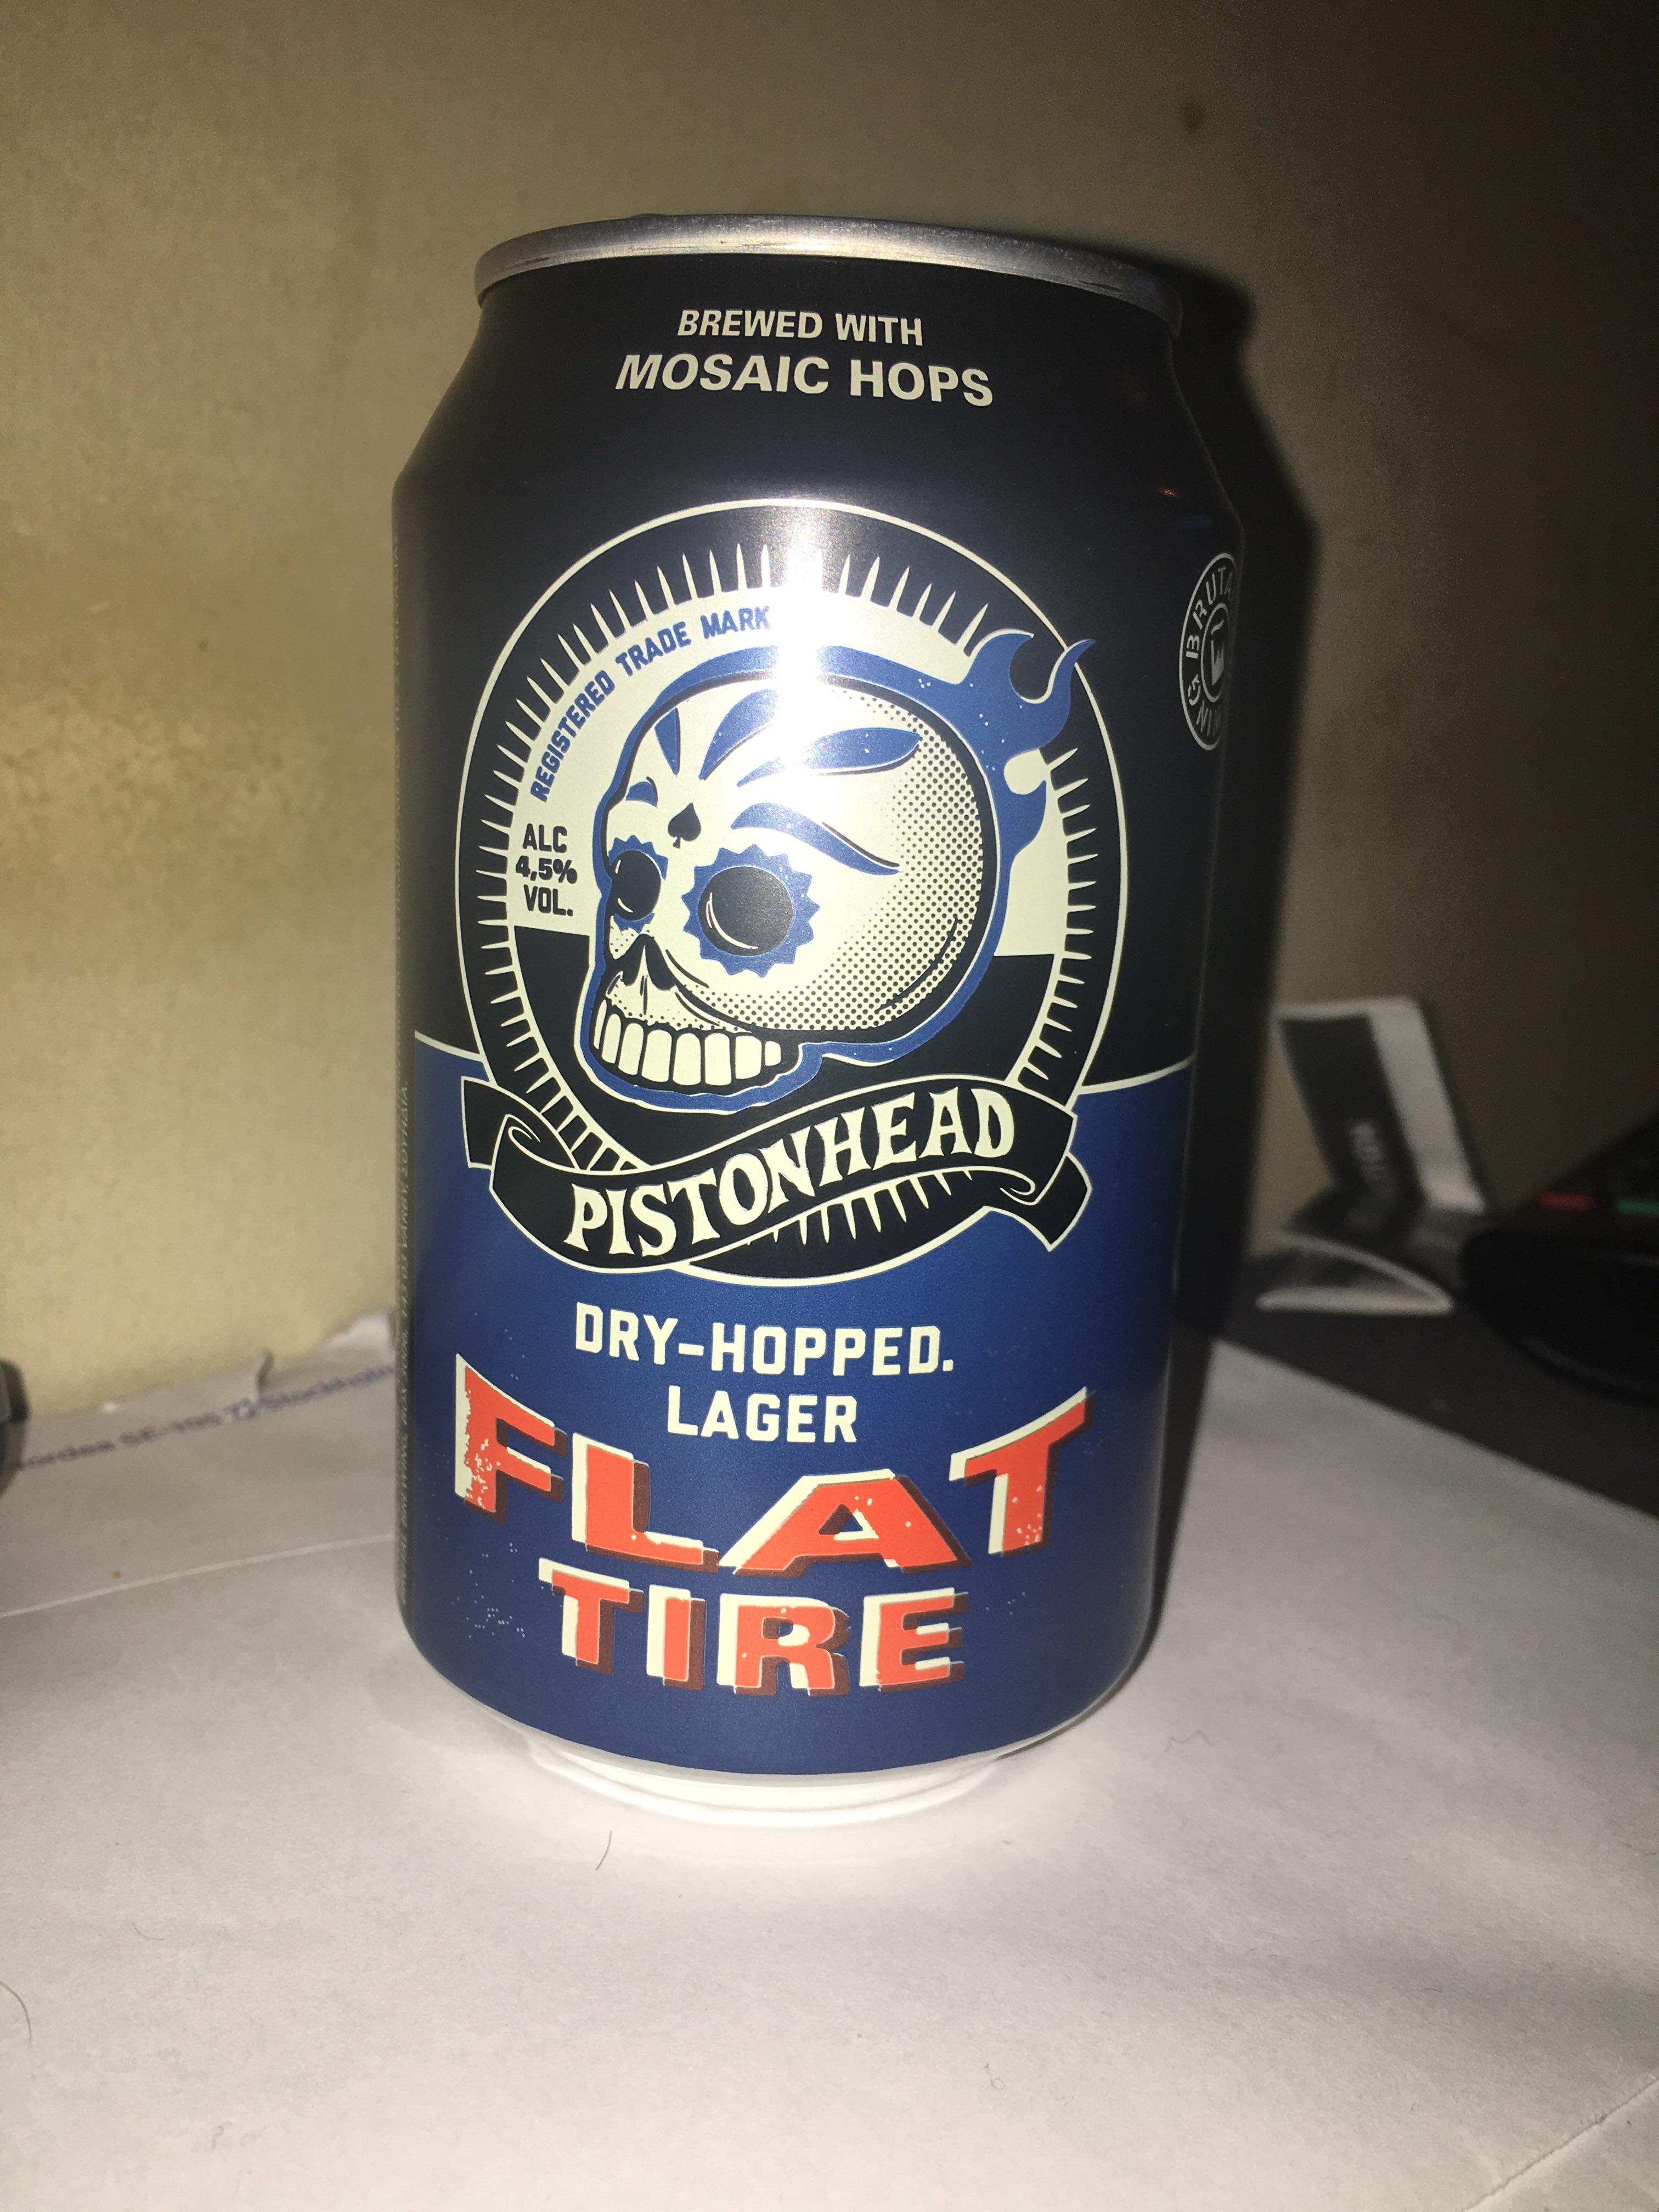 BREWED WITH
MOSAIC HOPS
REGISTERED TRADE MARK
ALC
4,5%
VOL.
PISTONHEAD
DRY-HOPPED.
LAGER
FLAT
TIRE